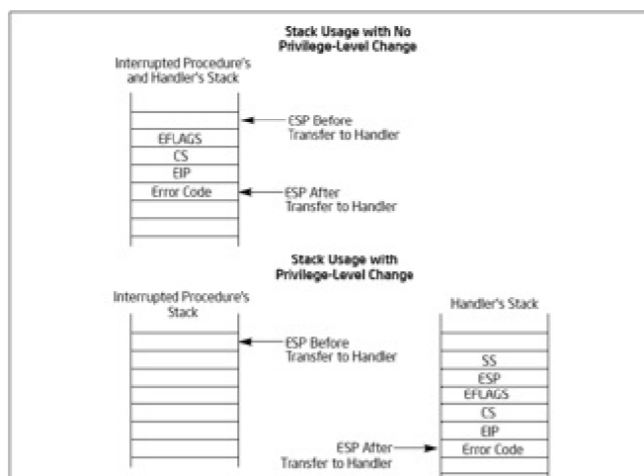 Stack Usage with No
Privilege-Level Change
Interrupted Procedure's
and Handler's Stack
ESP Before
Transfer to Handler
EFLAGS
CS
EIP
Error Code
ESP After
Transfer to Handler
Stack Usage with
Privilege-Level Change
Interrupted Procedure's
Stack
Handler's Stack
ESP Before
Transfer to Handler
SS
ESP
EFLAGS
CS
EIP
ESP After
Transfer to Handler
Error Code